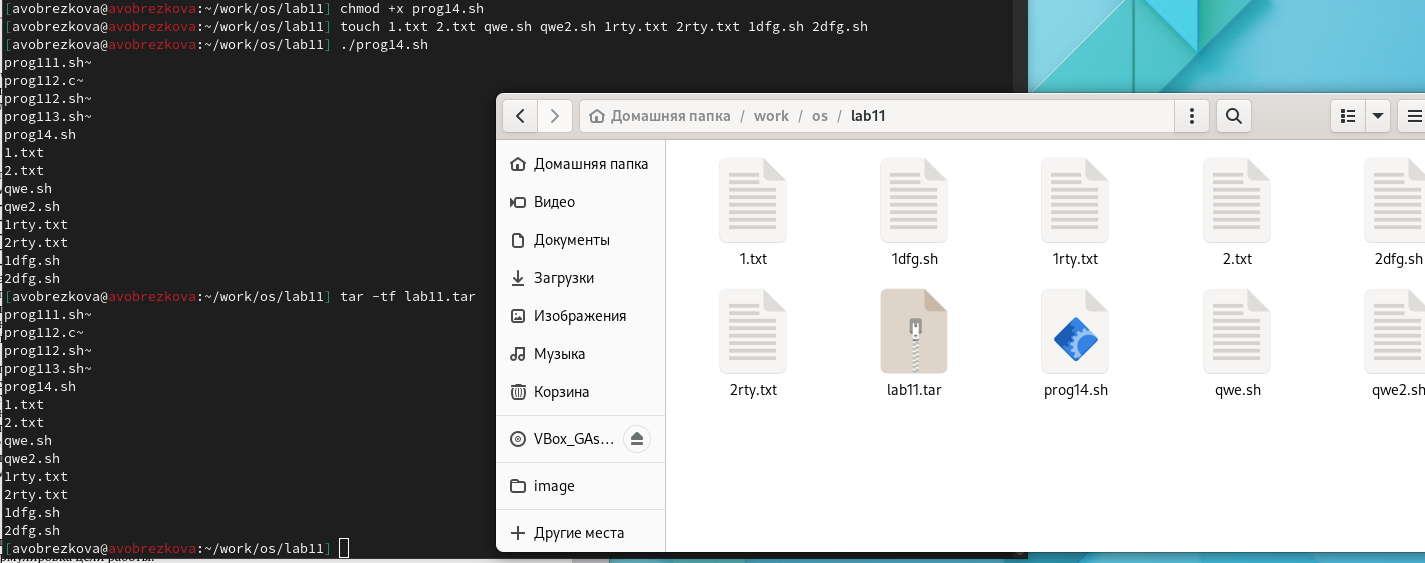 [avobrezkova@avobrezkova:~/work/os/lab11] chmod +x prog14.sh
[avobrezkova@avobrezkova:~/work/os/lab11] touch 1.txt 2.txt qwe.sh qwe2.sh 1rty.txt 2rty.txt 1dfg.sh 2dfg.sh
[avobrezkova@avobrezkova:~/work/os/lab11] ./prog14.sh
prog111.sh~
prog112.c~
prog112.sh~
prog113.sh~
prog14.sh
1.txt
2.txt
qwe.sh
qwe2.sh
1rty.txt
2rty.txt
1dfg.sh
2dfg.sh
[avobrezkova@avobrezkova:~/work/os/lab11] tar -tf lab11.tar
prog111.sh~
prog112.c~
prog112.sh~
prog113.sh~
prog14.sh
1.txt
2.txt
qwe.sh
qwe2.sh
1rty.txt
2rty.txt
1dfg.sh
2dfg.sh
[avobrezkova@avobrezkova:~/work/os/lab11]
Домашняя папка / work / os / lab11
Домашняя папка
Видео
Документы
Загрузки
Изображения
Музыка
Корзина
VBox_GAs...
image
Другие места
1.txt 1dfg.sh 1rty.txt 2.txt 2dfg.sh
2rty.txt lab11.tar prog14.sh qwe.sh qwe2.sh